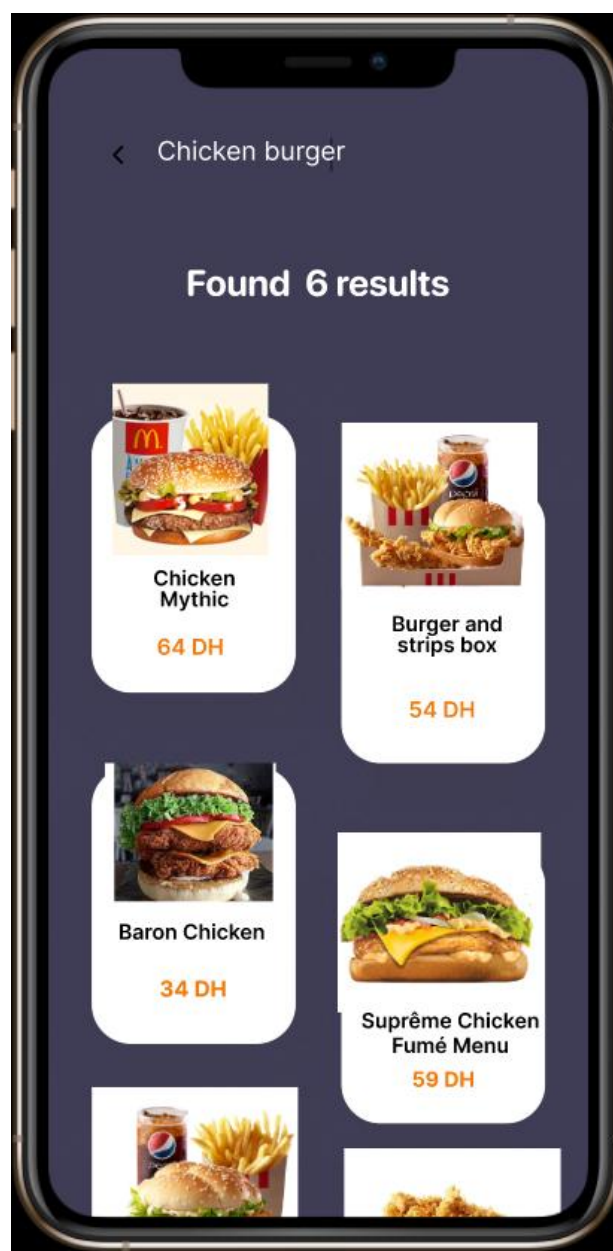 Chicken burger
Found 6 results
Chicken
Mythic
64 DH
Burger and
strips box
54 DH
Baron Chicken
34 DH
Suprême Chicken
Fumé Menu
59 DH